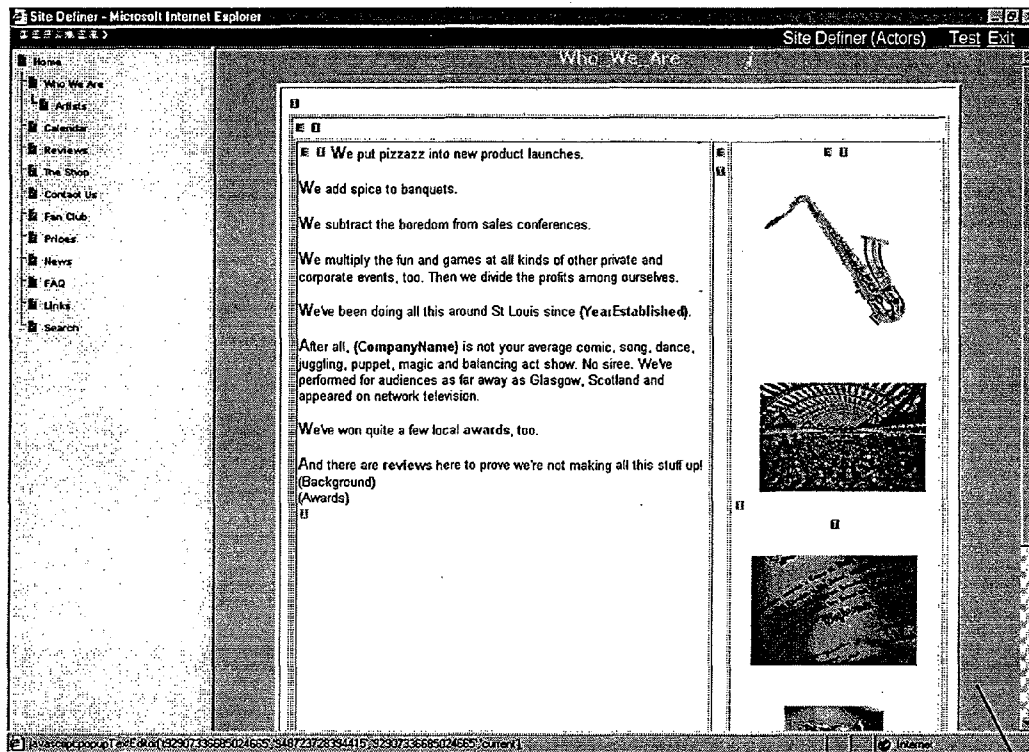 Site Definer - Microsoft Internet Explorer
Site Definer (Actors) Test Exit
Home
Who We Are
Artists
Calendar
Reviews
The Shop
Contact Us
Fan Club
Prices
News
FAQ
Links
Search
Who_We_Are
I
E I
E I We put pizzazz into new product launches.
We add spice to banquets.
We subtract the boredom from sales conferences.
We multiply the fun and games at all kinds of other private and
corporate events, too. Then we divide the profits among ourselves.
We've been doing all this around St Louis since {YearEstablished}.
After all, {CompanyName} is not your average comic, song, dance,
juggling, puppet, magic and balancing act show. No siree. We've
performed for audiences as far away as Glasgow, Scotland and
appeared on network television.
We've won quite a few local awards, too.
And there are reviews here to prove we're not making all this stuff up!
(Background)
(Awards)
I
E
I
E I
I
I